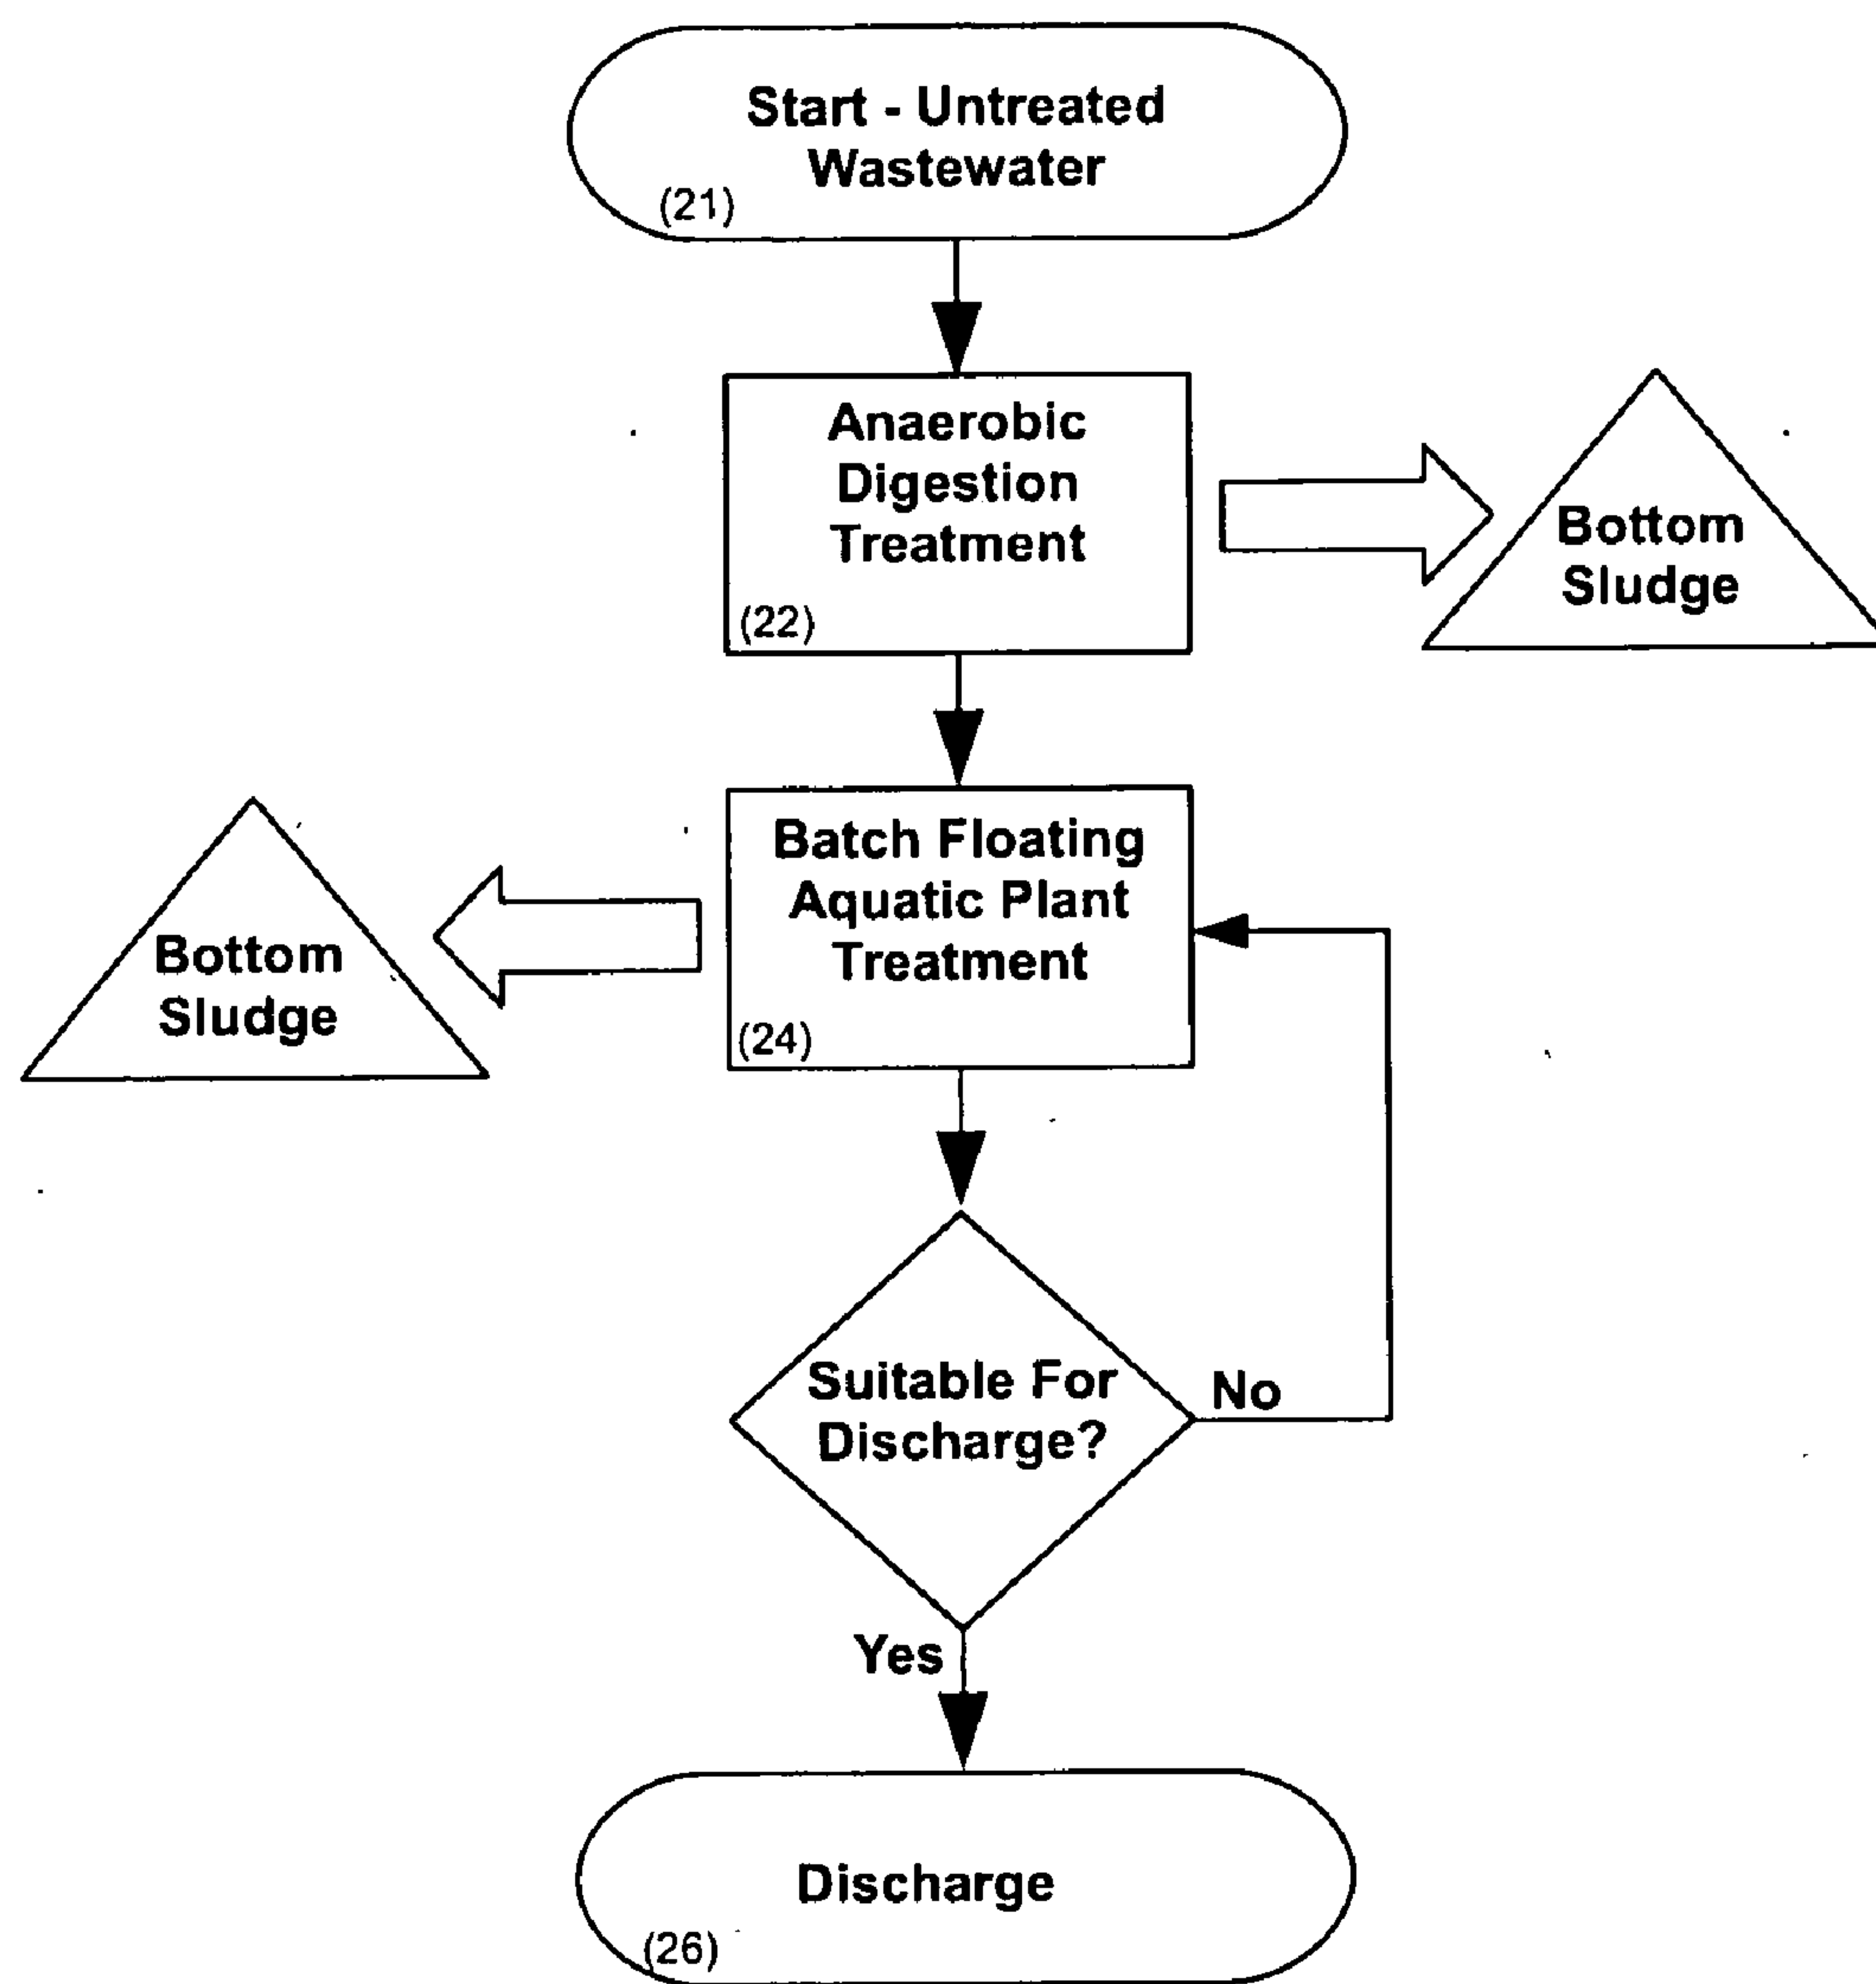 Start - Untreated
Wastewater
(21)
Anaerobic
Digestion
Treatment
(22)
Bottom
Sludge
Batch Floating
Aquatic Plant
Treatment
(24)
Bottom
Sludge
Suitable For
Discharge?
No
Yes
Discharge
(26)